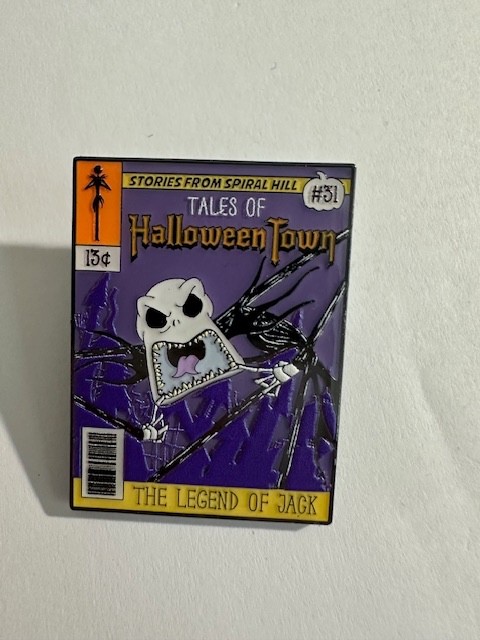 STORIES FROM SPIRAL HILL
#31
TALES OF
Halloween Town
13¢
THE LEGEND OF JACK